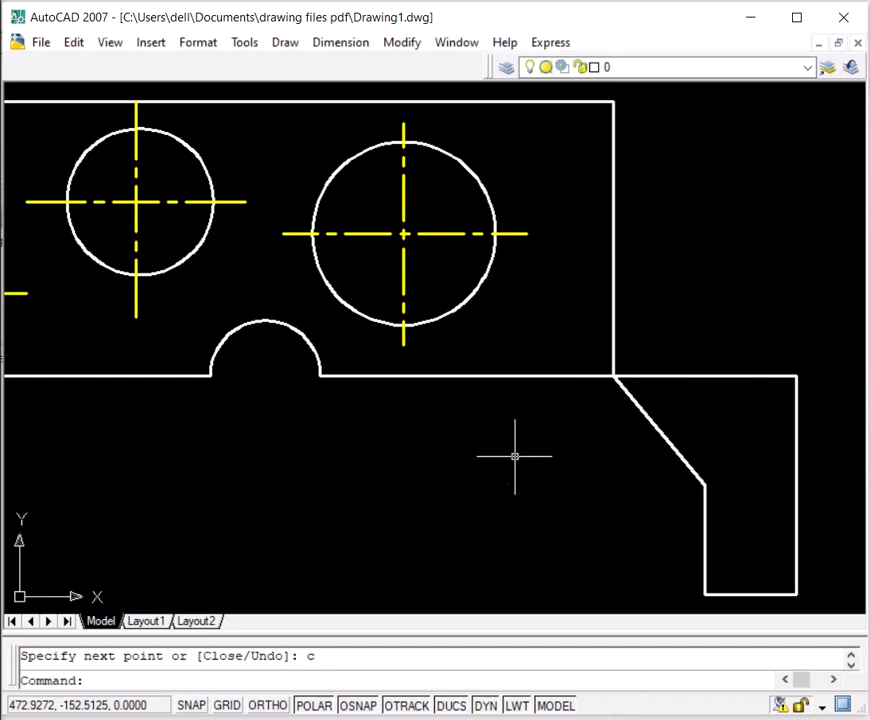 AutoCAD 2007 - [C:\Users\dell\Documents\drawing files pdf\Drawing1.dwg]
File Edit View Insert Format Tools Draw Dimension Modify Window Help Express
0
Y
X
Model Layout1 Layout2
Specify next point or [Close/Undo]: c
Command:
472.9272, -152.5125, 0.0000 SNAP GRID ORTHO POLAR OSNAP OTRACK DUCS DYN LWT MODEL